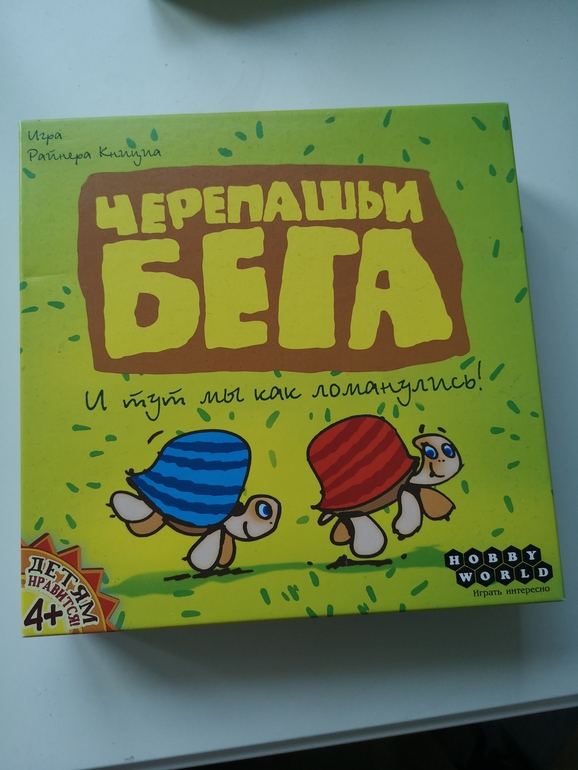 Игра
Райнера Книциа
ЧЕРЕПАШЬИ
БЕГА
И тут мы как ломанулись!
ДЕТЯМ
НРАВИТСЯ!
4+
HOBBY
WORLD
Играть интересно